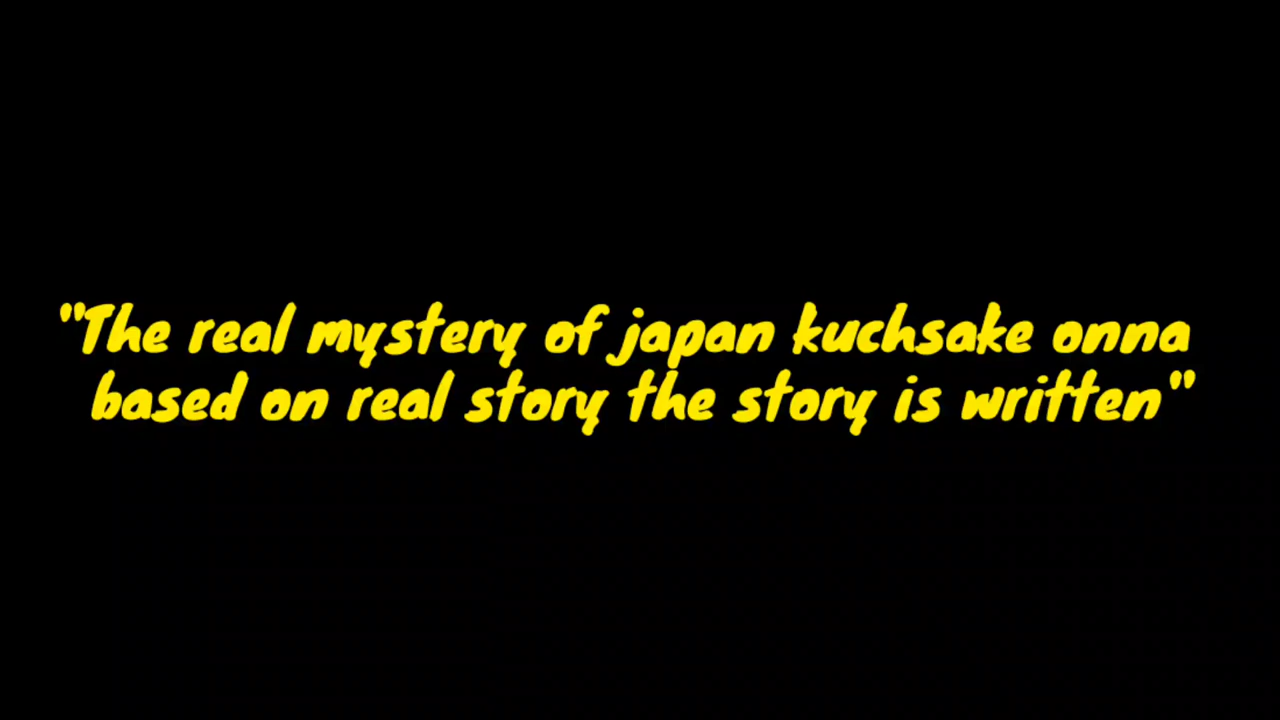 "The real mystery of japan kuchsake onna
based on real story the story is written"